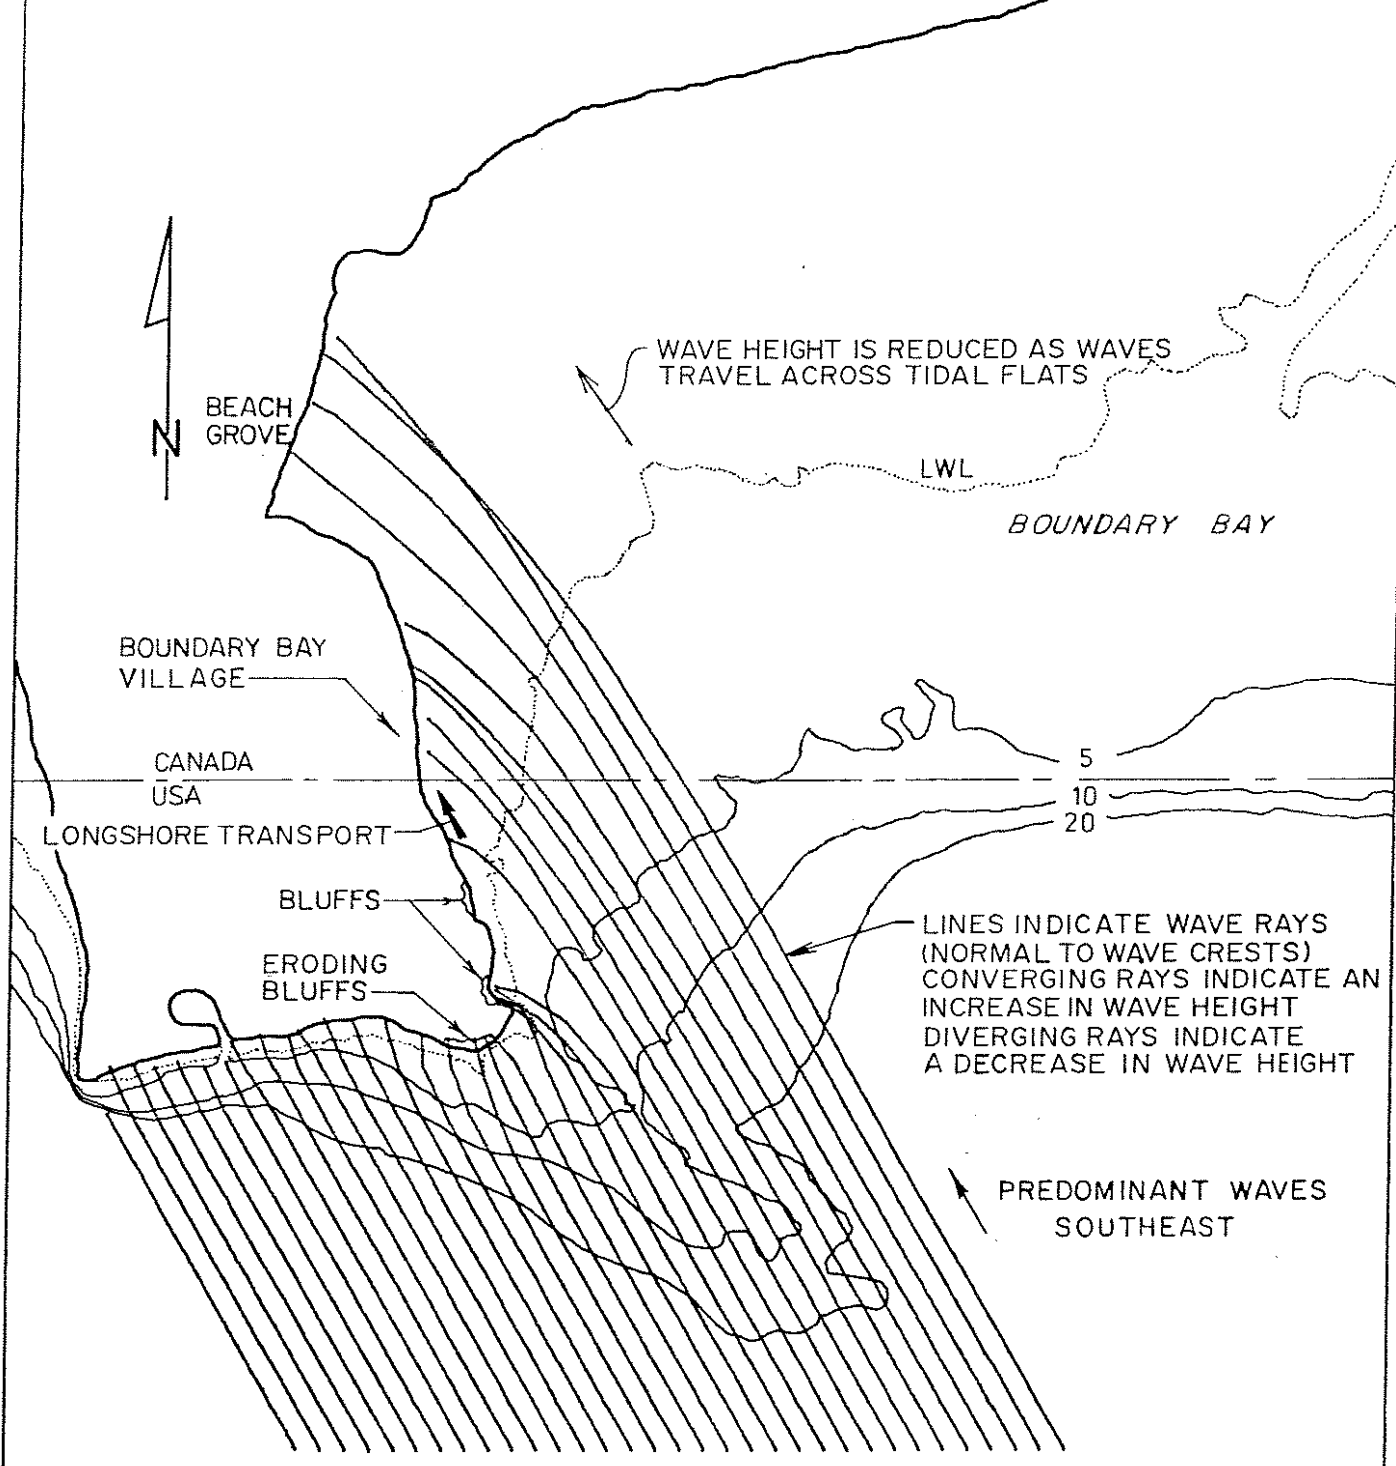 WAVE HEIGHT IS REDUCED AS WAVES
TRAVEL ACROSS TIDAL FLATS
BEACH
GROVE
N
LWL
BOUNDARY BAY
BOUNDARY BAY
VILLAGE
CANADA
USA
5
10
20
LONGSHORE TRANSPORT
BLUFFS
ERODING
BLUFFS
LINES INDICATE WAVE RAYS
(NORMAL TO WAVE CRESTS)
CONVERGING RAYS INDICATE AN
INCREASE IN WAVE HEIGHT
DIVERGING RAYS INDICATE
A DECREASE IN WAVE HEIGHT
PREDOMINANT WAVES
SOUTHEAST